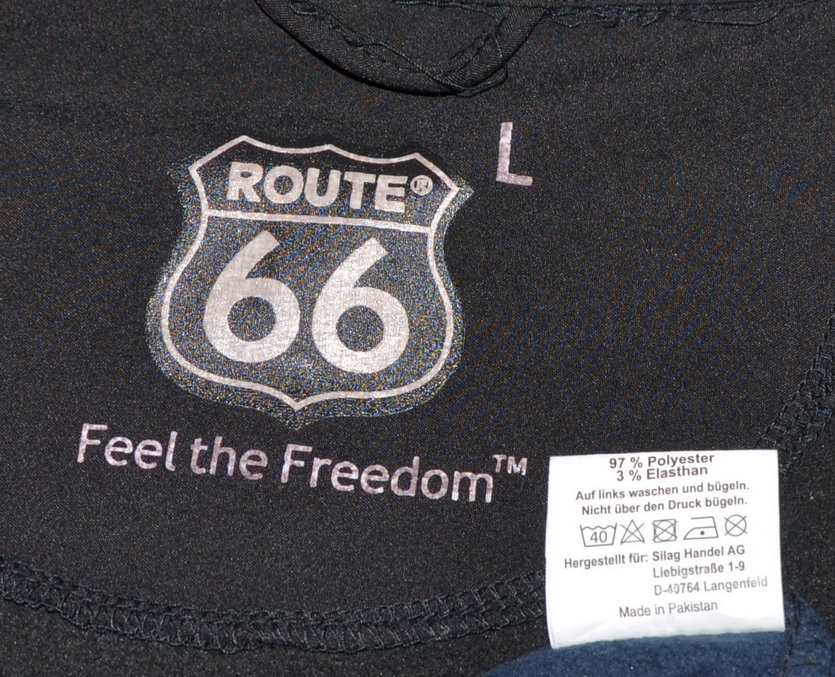 ROUTE®
66
L
Feel the Freedom™
97 % Polyester
3 % Elasthan
Auf links waschen und bügeln.
Nicht über den Druck bügeln.
40
Hergestellt für: Silag Handel AG
Liebigstraße 1-9
D-40764 Langenfeld
Made in Pakistan